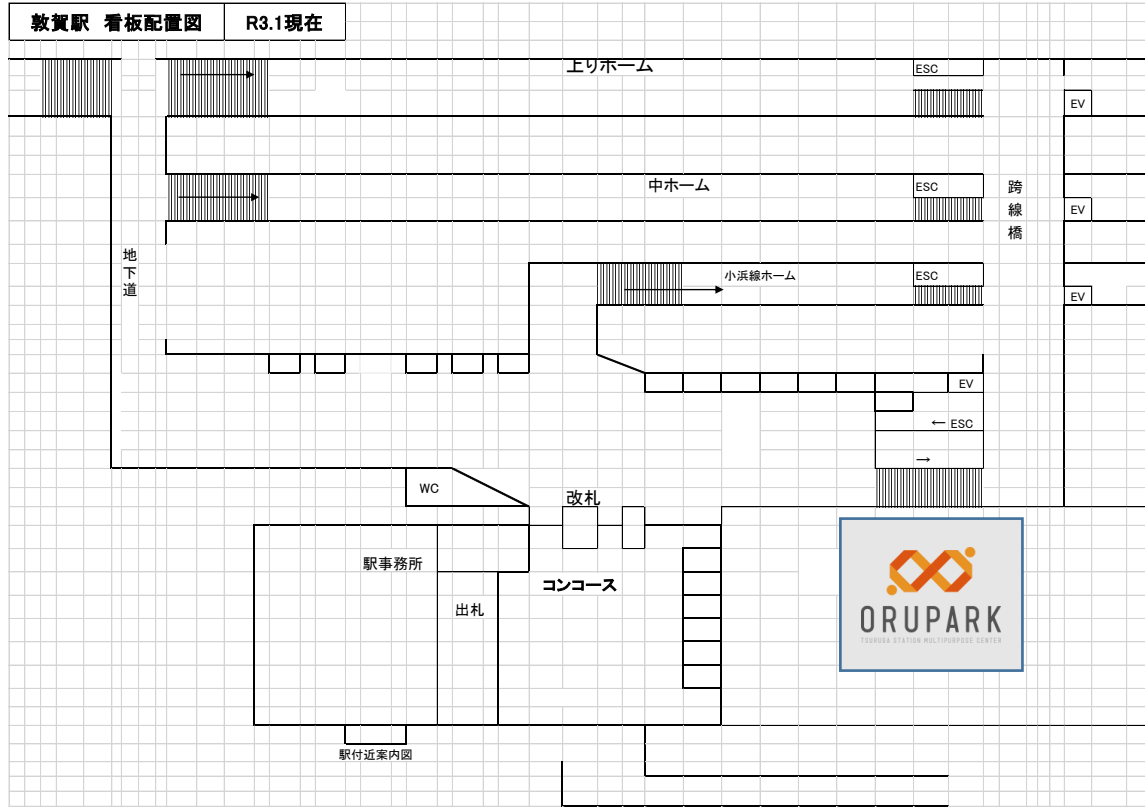 敦賀駅 看板配置図 R3.1現在
上りホーム
ESC
EV
中ホーム
ESC
跨線橋
EV
地下道
小浜線ホーム
ESC
EV
EV
← ESC
→
WC
改札
駅事務所
コンコース
出札
ORUPARK
TSURUGA STATION MULTIPURPOSE CENTER
駅付近案内図